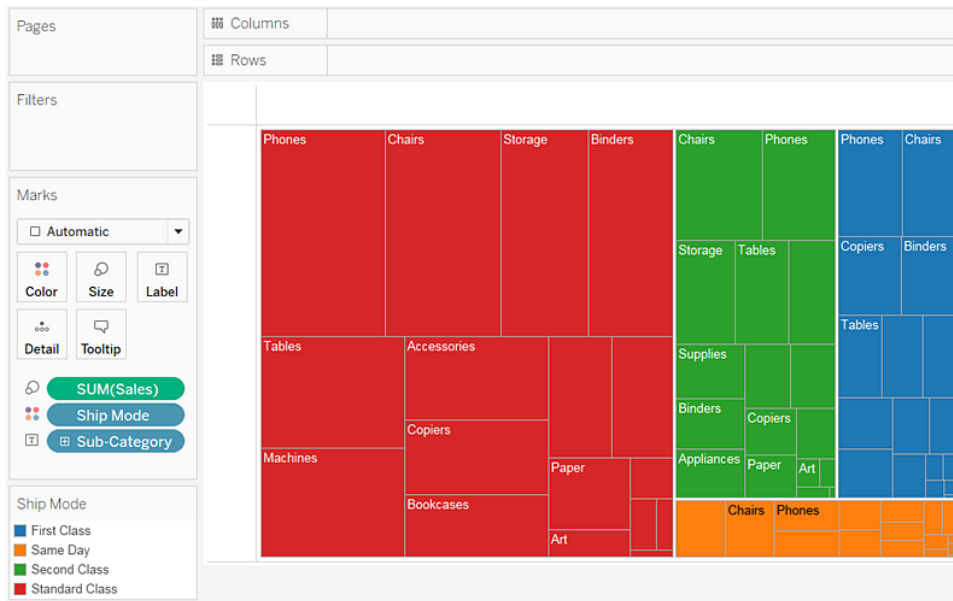 Pages
Columns
Rows
Filters
Marks
Automatic
Color
Size
Label
Detail
Tooltip
SUM(Sales)
Ship Mode
Sub-Category
Ship Mode
First Class
Same Day
Second Class
Standard Class
Phones
Chairs
Storage
Binders
Tables
Accessories
Copiers
Machines
Bookcases
Paper
Art
Chairs
Phones
Storage
Tables
Supplies
Binders
Copiers
Appliances
Paper
Art
Phones
Chairs
Copiers
Binders
Tables
Chairs
Phones